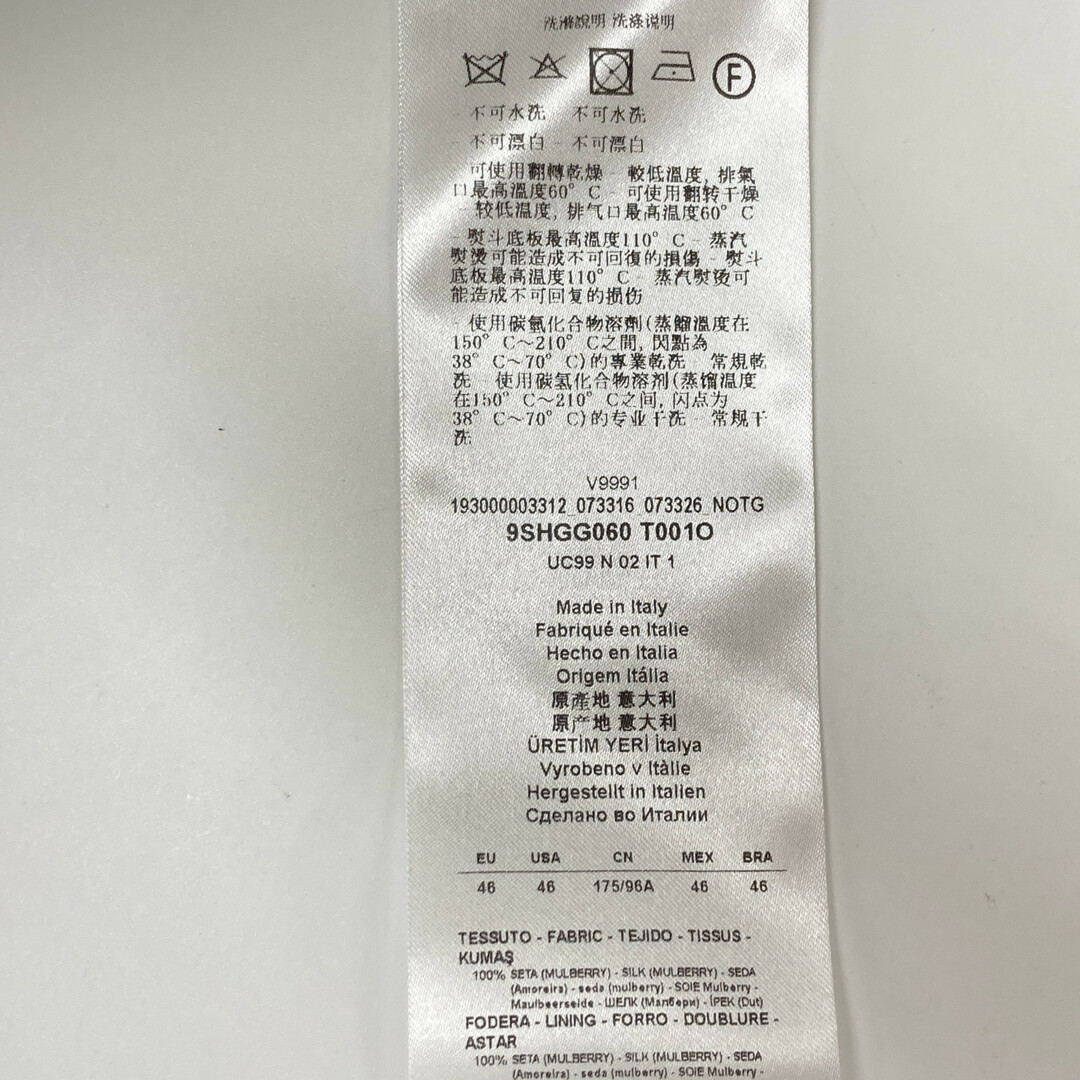 洗滌說明 洗涤说明
F
- 不可水洗 - 不可水洗
- 不可漂白 - 不可漂白
- 可使用翻轉乾燥 - 較低溫度, 排氣
口最高溫度60° C - 可使用翻转干燥
- 较低温度, 排气口最高温度60° C
- 熨斗底板最高溫度110° C - 蒸汽
熨燙可能造成不可回復的損傷 - 熨斗
底板最高温度110° C - 蒸汽熨烫可
能造成不可回复的损伤
- 使用碳氫化合物溶劑(蒸餾溫度在
150° C～210° C之間, 閃點為
38° C～70° C)的專業乾洗 - 常規乾
洗 - 使用碳氢化合物溶剂(蒸馏温度
在150° C～210° C之间, 闪点为
38° C～70° C)的专业干洗 - 常规干
洗
V9991
193000003312_073316_073326_NOTG
9SHGG060 T001O
UC99 N 02 IT 1
Made in Italy
Fabriqué en Italie
Hecho en Italia
Origem Itália
原產地 意大利
原产地 意大利
ÜRETİM YERİ İtalya
Vyrobeno v Itàlie
Hergestellt in Italien
Сделано во Италии
EU USA CN MEX BRA
46 46 175/96A 46 46
TESSUTO - FABRIC - TEJIDO - TISSUS -
KUMAŞ
100% SETA (MULBERRY) - SILK (MULBERRY) - SEDA
(Amoreira) - seda (mulberry) - SOIE Mulberry -
Maulbeerseide - ШЕЛК (Малбери) - İPEK (Dut)
FODERA - LINING - FORRO - DOUBLURE -
ASTAR
100% SETA (MULBERRY) - SILK (MULBERRY) - SEDA
(Amoreira) - seda (mulberry) - SOIE Mulberry -